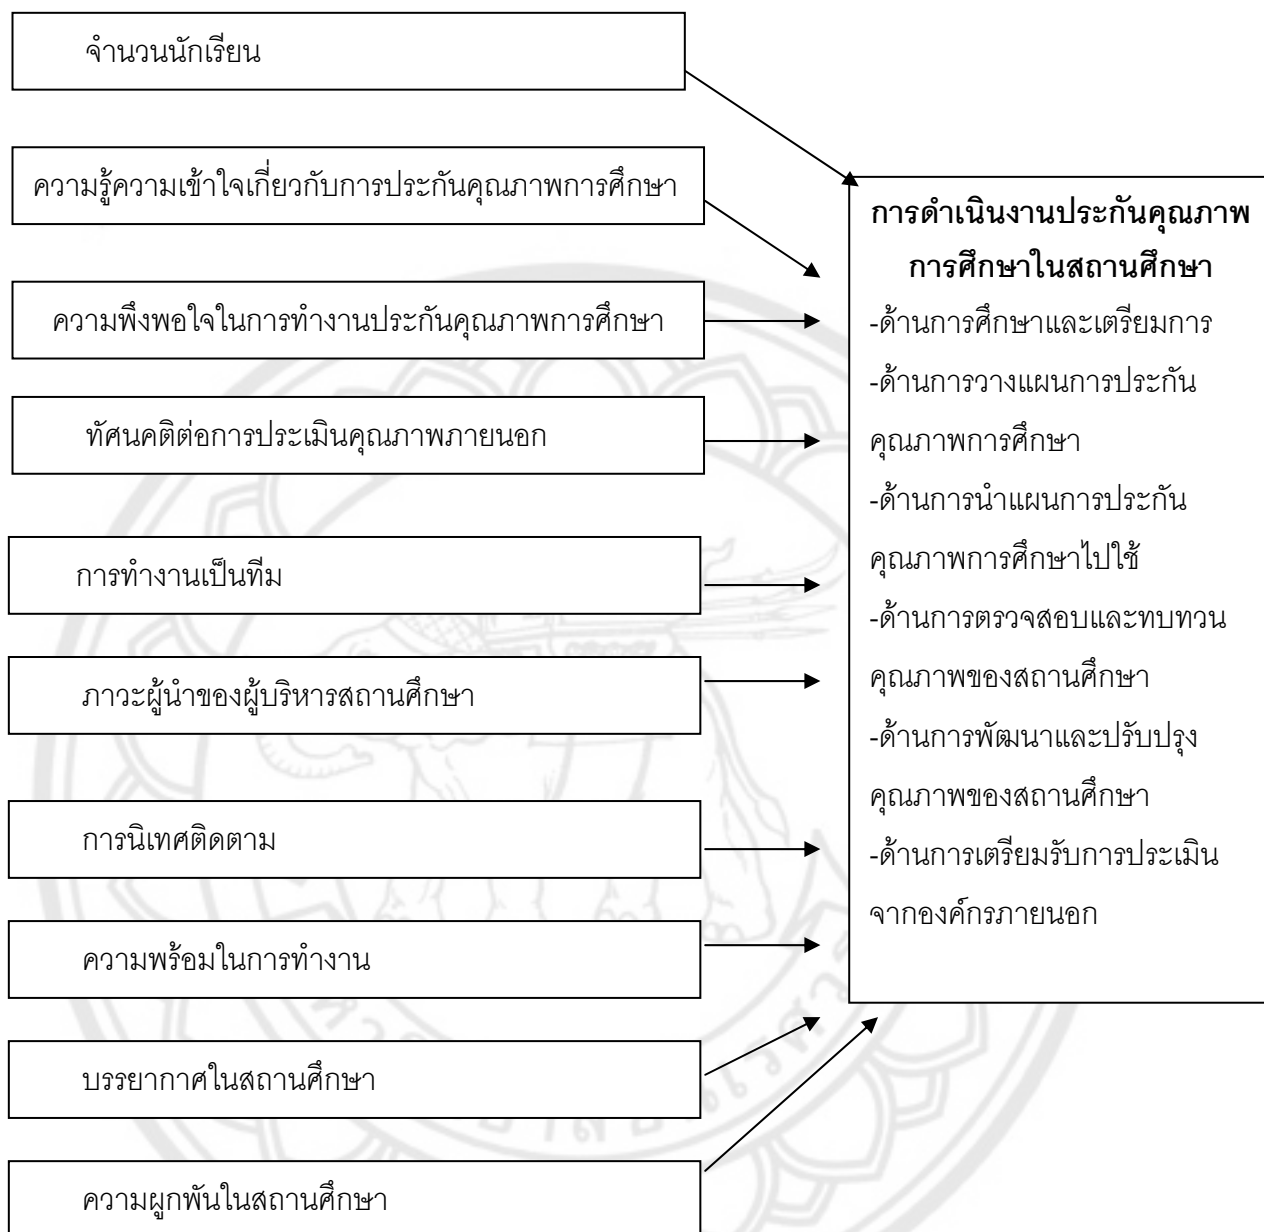 จำนวนนักเรียน
ความรู้ความเข้าใจเกี่ยวกับการประกันคุณภาพการศึกษา
ความพึงพอใจในการทำงานประกันคุณภาพการศึกษา
ทัศนคติต่อการประเมินคุณภาพภายนอก
การทำงานเป็นทีม
ภาวะผู้นำของผู้บริหารสถานศึกษา
การนิเทศติดตาม
ความพร้อมในการทำงาน
บรรยากาศในสถานศึกษา
ความผูกพันในสถานศึกษา
การดำเนินงานประกันคุณภาพ
การศึกษาในสถานศึกษา
-ด้านการศึกษาและเตรียมการ
-ด้านการวางแผนการประกัน
คุณภาพการศึกษา
-ด้านการนำแผนการประกัน
คุณภาพการศึกษาไปใช้
-ด้านการตรวจสอบและทบทวน
คุณภาพของสถานศึกษา
-ด้านการพัฒนาและปรับปรุง
คุณภาพของสถานศึกษา
-ด้านการเตรียมรับการประเมิน
จากองค์กรภายนอก